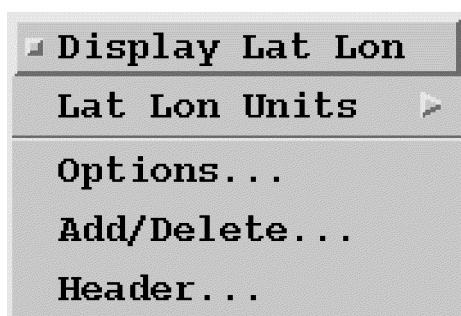 Display Lat Lon
Lat Lon Units
Options...
Add/Delete...
Header...